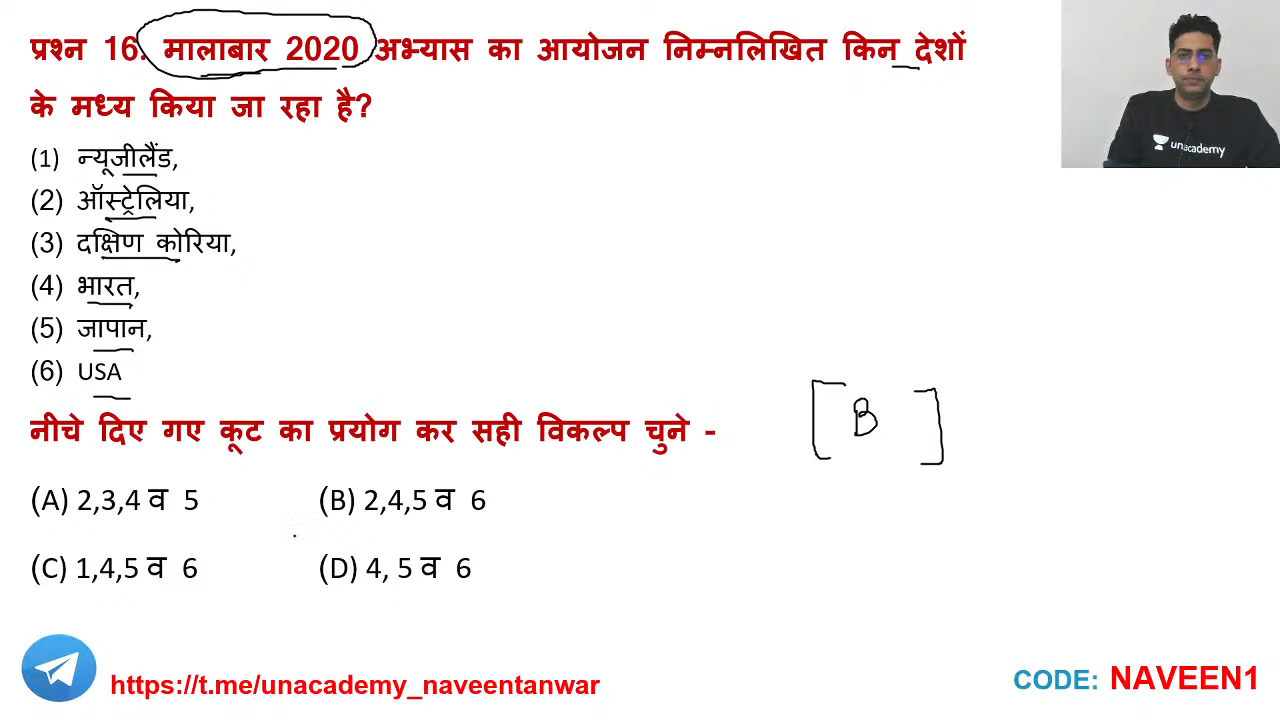 प्रश्न 16. मालाबार 2020 अभ्यास का आयोजन निम्नलिखित किन देशों
के मध्य किया जा रहा है?
(1) न्यूजीलैंड,
(2) ऑस्ट्रेलिया,
(3) दक्षिण कोरिया,
(4) भारत,
(5) जापान,
(6) USA
नीचे दिए गए कूट का प्रयोग कर सही विकल्प चुने -
[ B ]
(A) 2,3,4 व 5 (B) 2,4,5 व 6
(C) 1,4,5 व 6 (D) 4, 5 व 6
https://t.me/unacademy_naveentanwar
CODE: NAVEEN1
unacademy